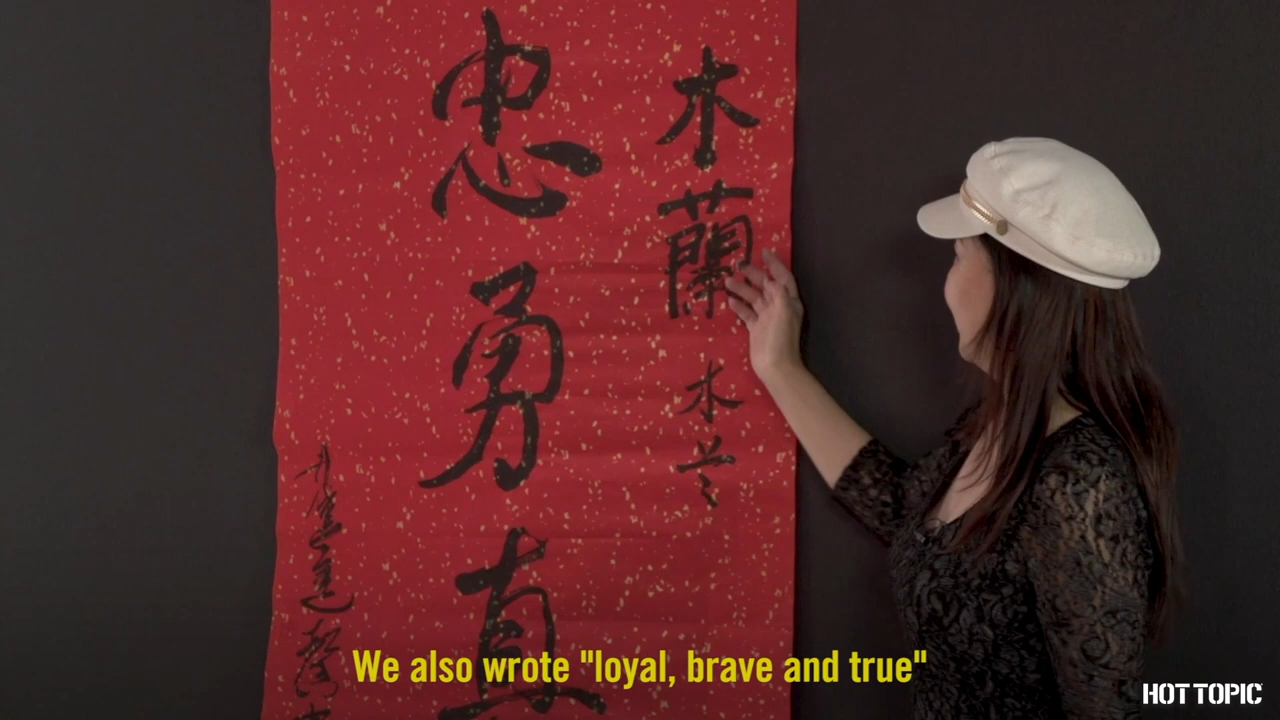 木蘭 木兰
忠勇真
We also wrote "loyal, brave and true"
HOT TOPIC